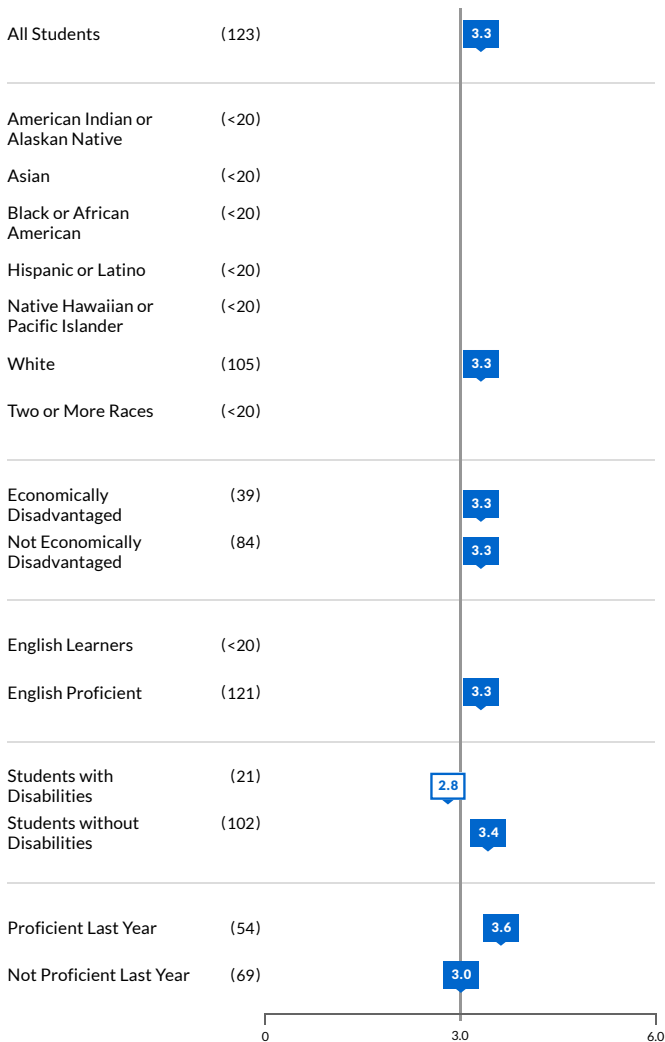 All Students (123) 3.3
American Indian or (<20)
Alaskan Native
Asian (<20)
Black or African (<20)
American
Hispanic or Latino (<20)
Native Hawaiian or (<20)
Pacific Islander
White (105) 3.3
Two or More Races (<20)
Economically (39) 3.3
Disadvantaged
Not Economically (84) 3.3
Disadvantaged
English Learners (<20)
English Proficient (121) 3.3
Students with (21) 2.8
Disabilities
Students without (102) 3.4
Disabilities
Proficient Last Year (54) 3.6
Not Proficient Last Year (69) 3.0
0 3.0 6.0